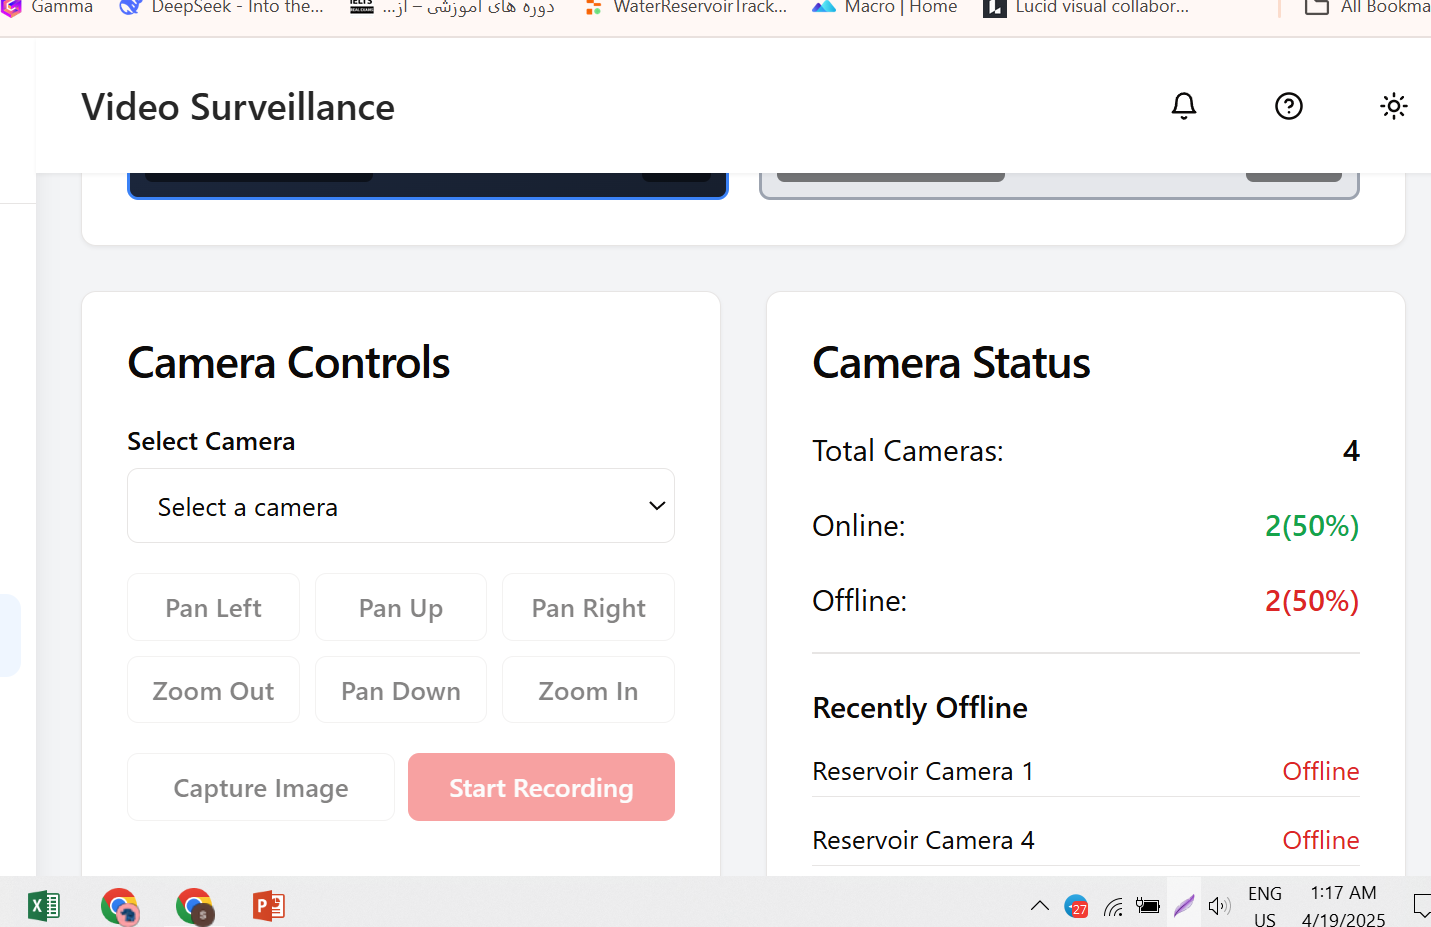 Gamma
DeepSeek - Into the...
دوره های آموزشی – از...
WaterReservoirTrack...
Macro | Home
Lucid visual collabor...
All Bookma
Video Surveillance
Camera Controls
Select Camera
Select a camera
Pan Left
Pan Up
Pan Right
Zoom Out
Pan Down
Zoom In
Capture Image
Start Recording
Camera Status
Total Cameras:
4
Online:
2(50%)
Offline:
2(50%)
Recently Offline
Reservoir Camera 1
Offline
Reservoir Camera 4
Offline
27
ENG
US
1:17 AM
4/19/2025